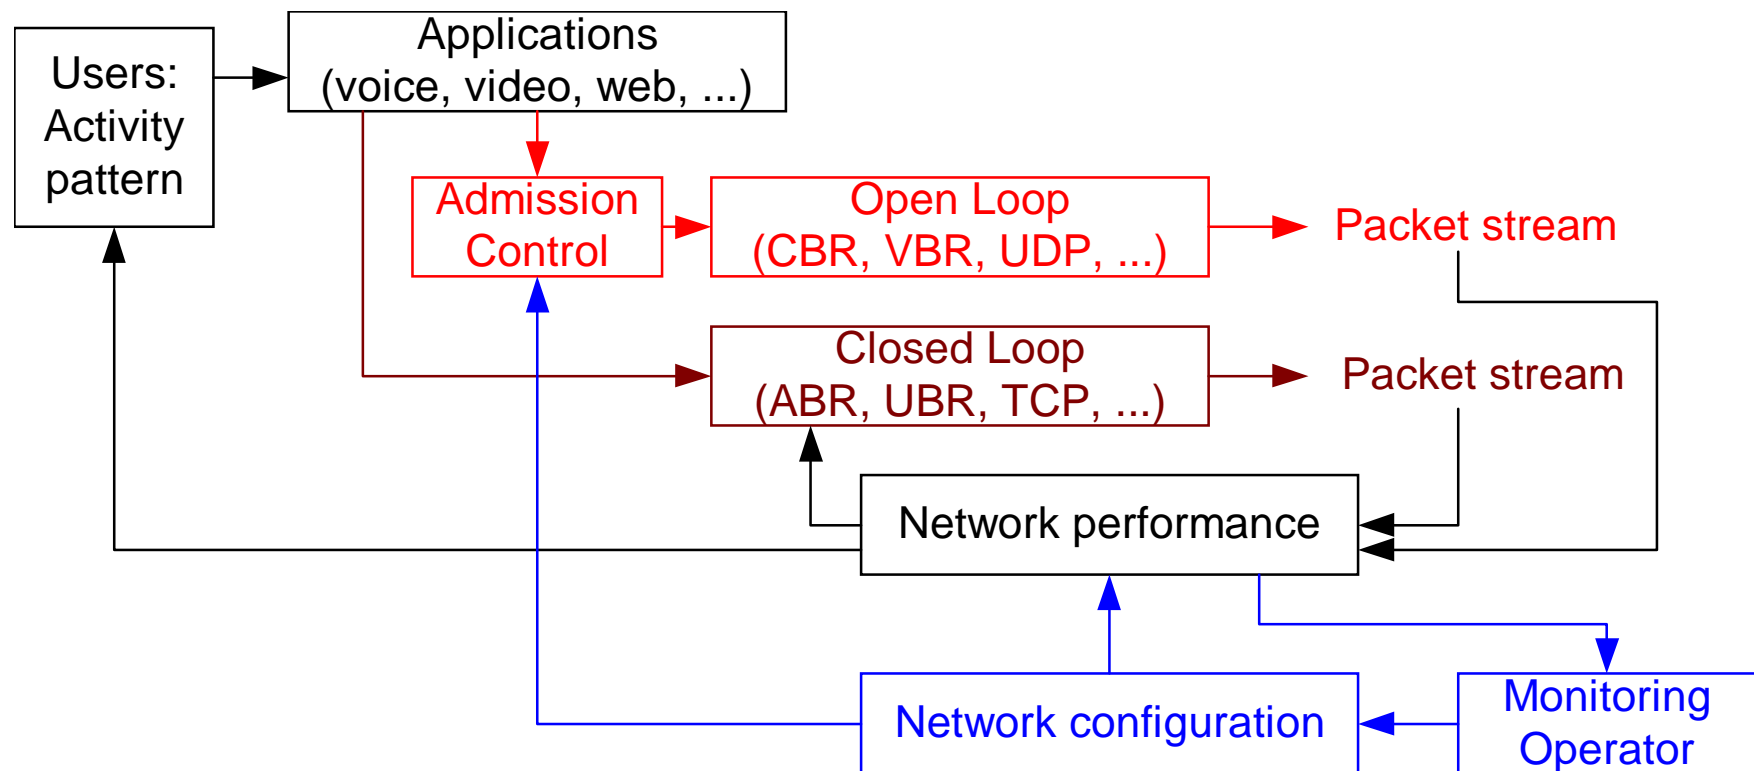 Users:
Activity
pattern
Applications
(voice, video, web, ...)
Admission
Control
Open Loop
(CBR, VBR, UDP, ...)
Packet stream
Closed Loop
(ABR, UBR, TCP, ...)
Packet stream
Network performance
Network configuration
Monitoring
Operator